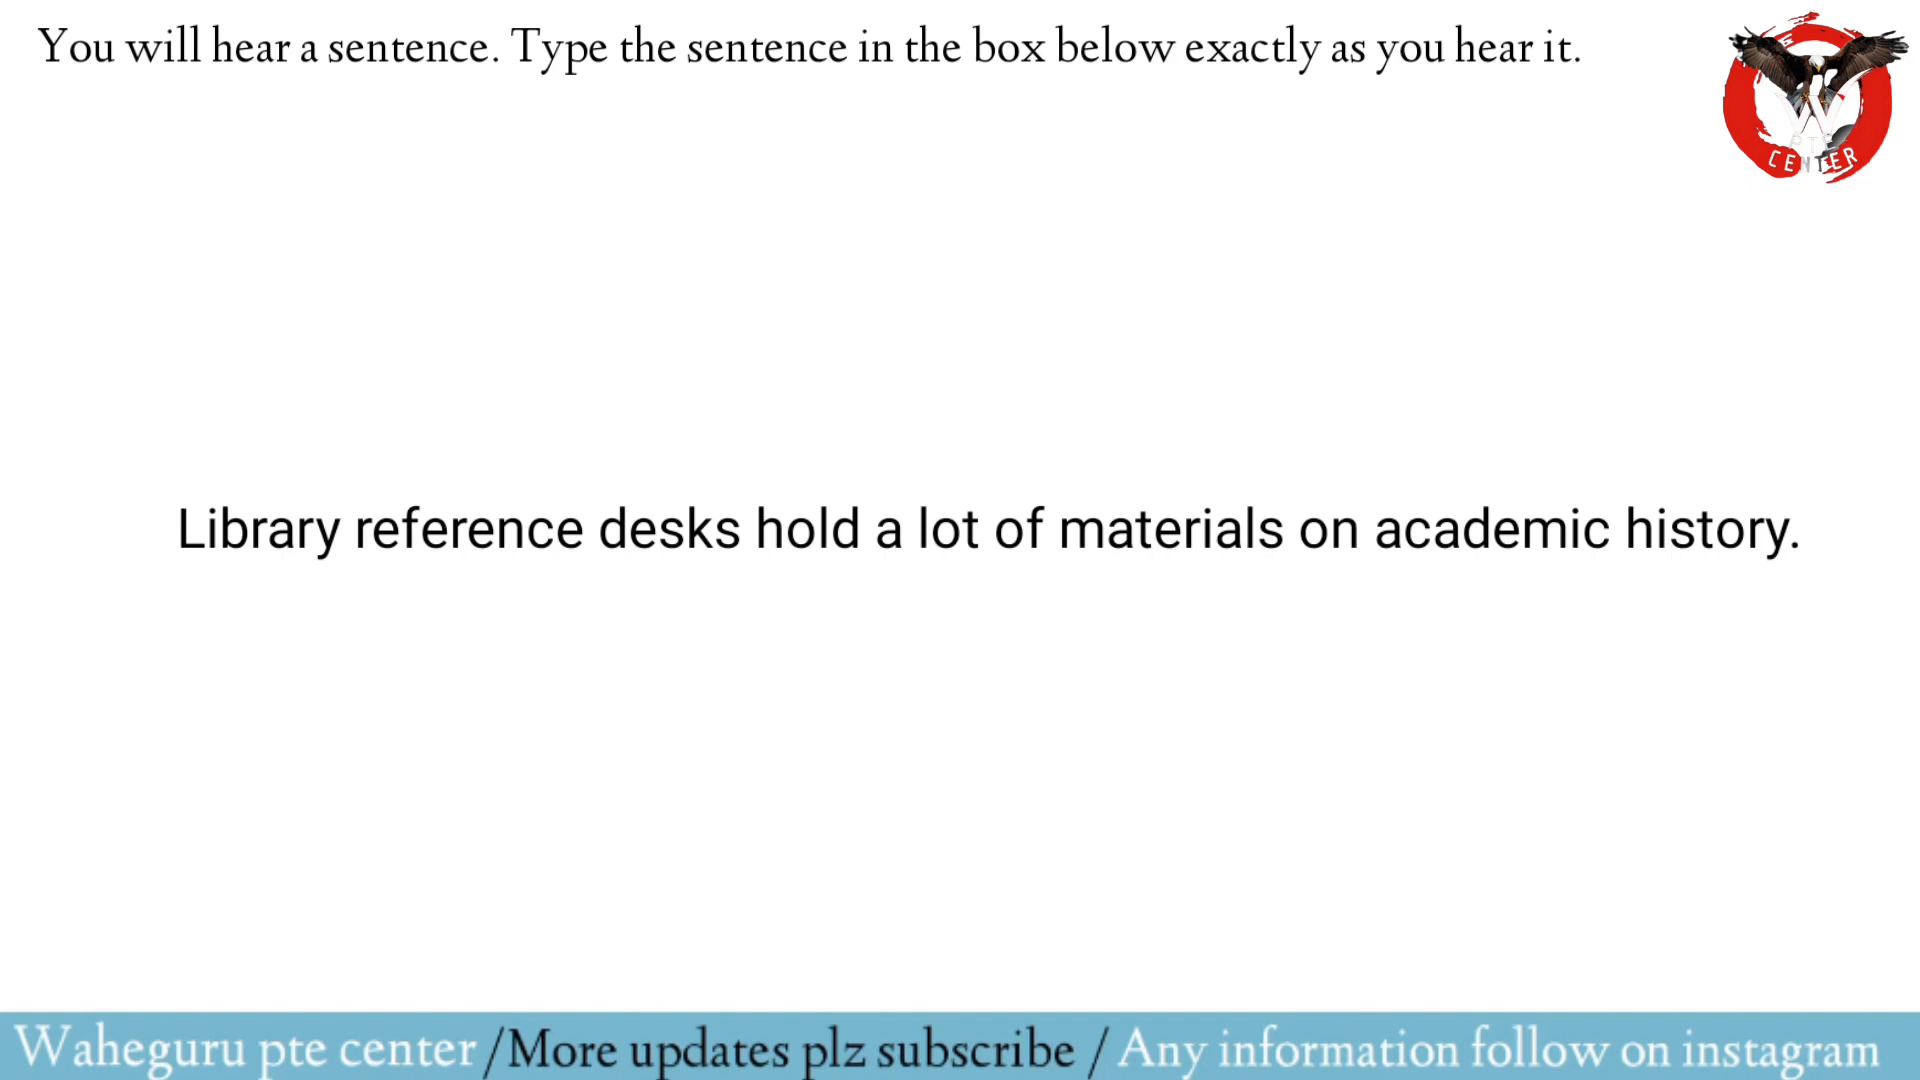 You will hear a sentence. Type the sentence in the box below exactly as you hear it.
W
PTE
CENTER
Library reference desks hold a lot of materials on academic history.
Waheguru pte center /More updates plz subscribe / Any information follow on instagram